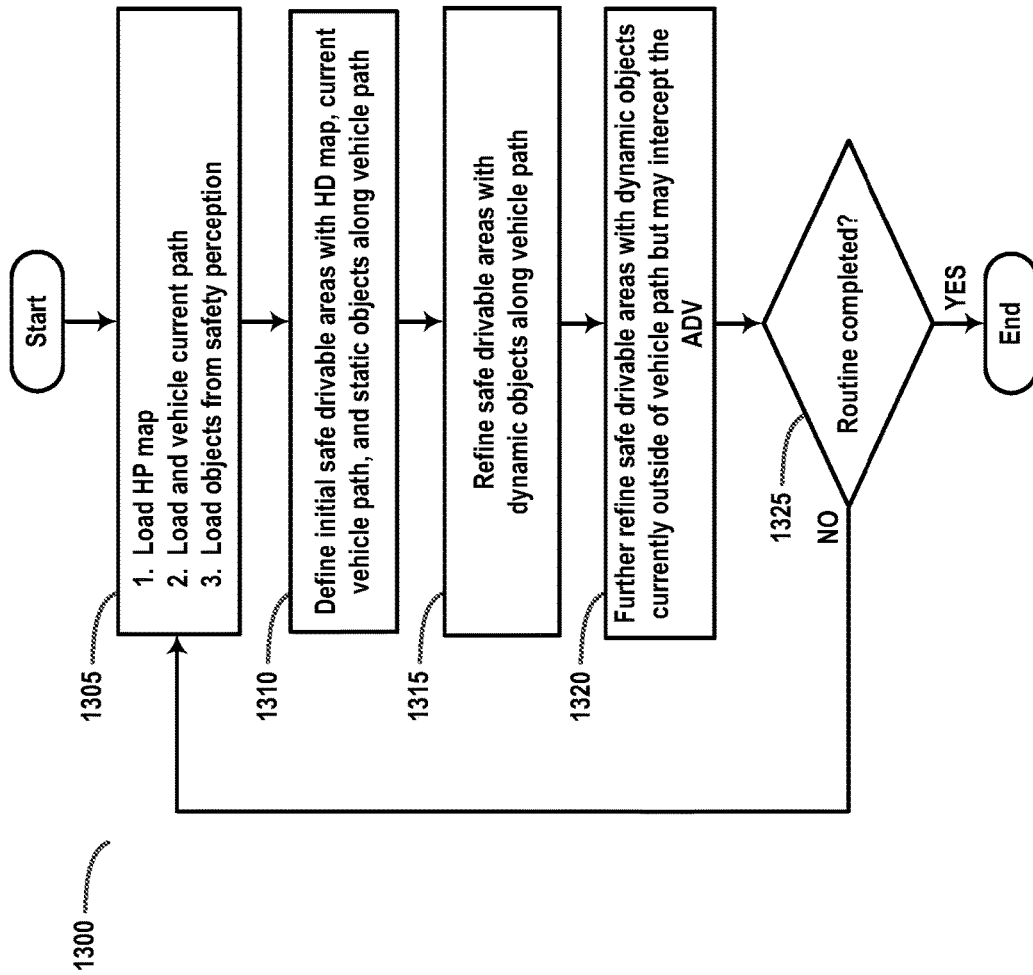 1300
Start
1305
1. Load HP map
2. Load and vehicle current path
3. Load objects from safety perception
1310
Define initial safe drivable areas with HD map, current
vehicle path, and static objects along vehicle path
1315
Refine safe drivable areas with
dynamic objects along vehicle path
1320
Further refine safe drivable areas with dynamic objects
currently outside of vehicle path but may intercept the
ADV
1325
Routine completed?
NO
YES
End